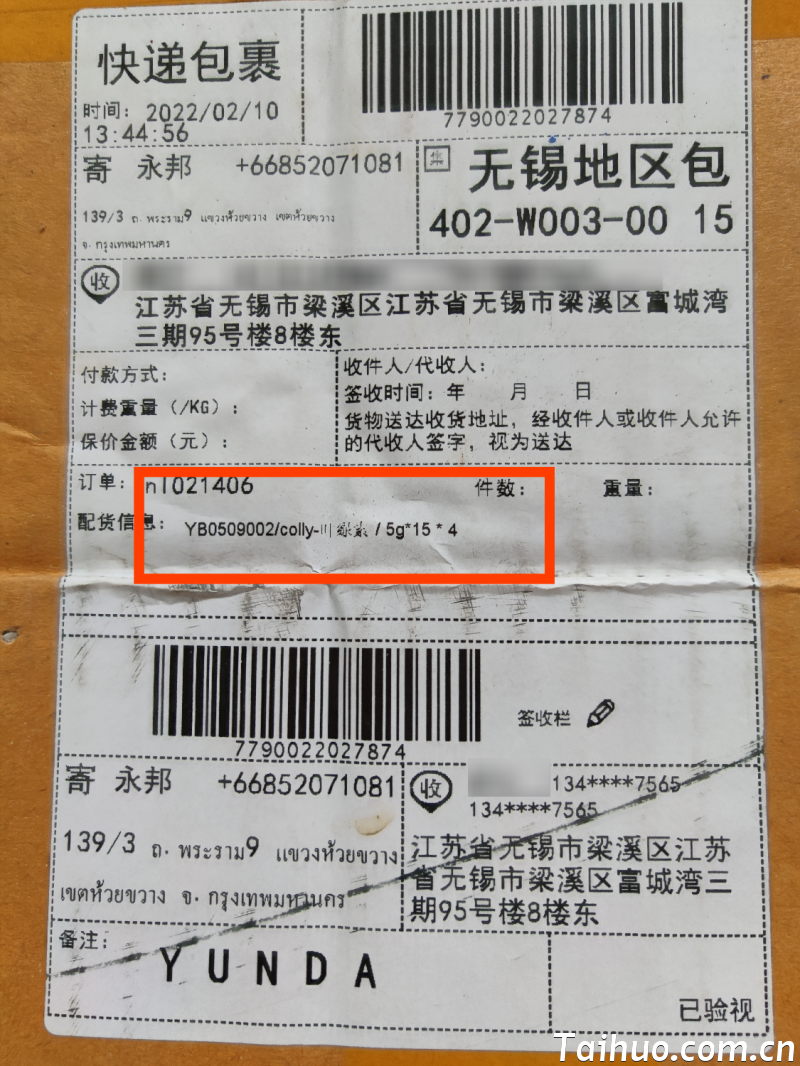 快递包裹
时间: 2022/02/10
13:44:56
7790022027874
寄 永邦 +66852071081
139/3 ถ. พระราม9 แขวงห้วยขวาง เขตห้วยขวาง
จ. กรุงเทพมหานคร
集 无锡地区包
402-W003-00 15
收
江苏省无锡市梁溪区江苏省无锡市梁溪区富城湾
三期95号楼8楼东
付款方式:
计费重量(/KG):
保价金额(元):
收件人/代收人:
签收时间: 年 月 日
货物送达收货地址，经收件人或收件人允许
的代收人签字，视为送达
订单: nT021406 件数: 重量:
配货信息: YB0509002/colly-叶绿素 / 5g*15 * 4
7790022027874
签收栏
寄 永邦 +66852071081
139/3 ถ. พระราม9 แขวงห้วยขวาง
เขตห้วยขวาง จ. กรุงเทพมหานคร
收 134****7565
134****7565
江苏省无锡市梁溪区江苏
省无锡市梁溪区富城湾三
期95号楼8楼东
备注:
YUNDA
已验视
Taihuo.com.cn